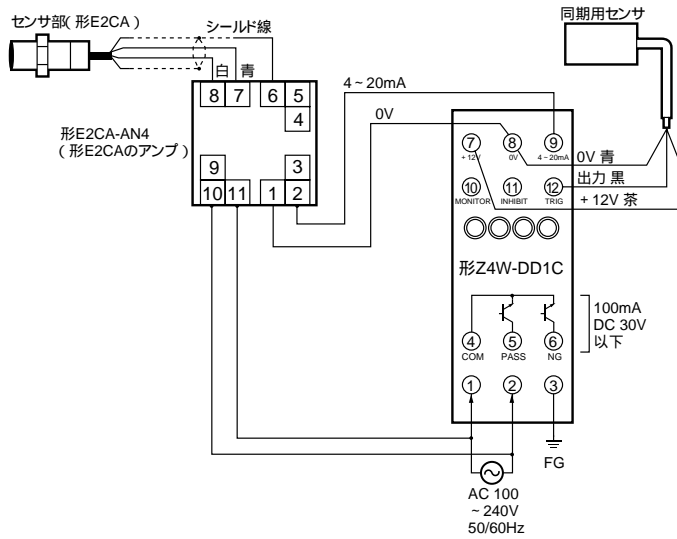 センサ部(形E2CA)
シールド線
同期用センサ
白 青
8 7 6 5
4
形E2CA-AN4
(形E2CAのアンプ)
9 3
10 11 1 2
4~20mA
0V
⑦ ⑧ ⑨
+12V 0V 4~20mA
0V 青
出力 黒
+12V 茶
⑩ ⑪ ⑫
MONITOR INHIBIT TRIG
形Z4W-DD1C
100mA
DC 30V
以下
④ ⑤ ⑥
COM PASS NG
① ② ③
FG
AC 100
~240V
50/60Hz